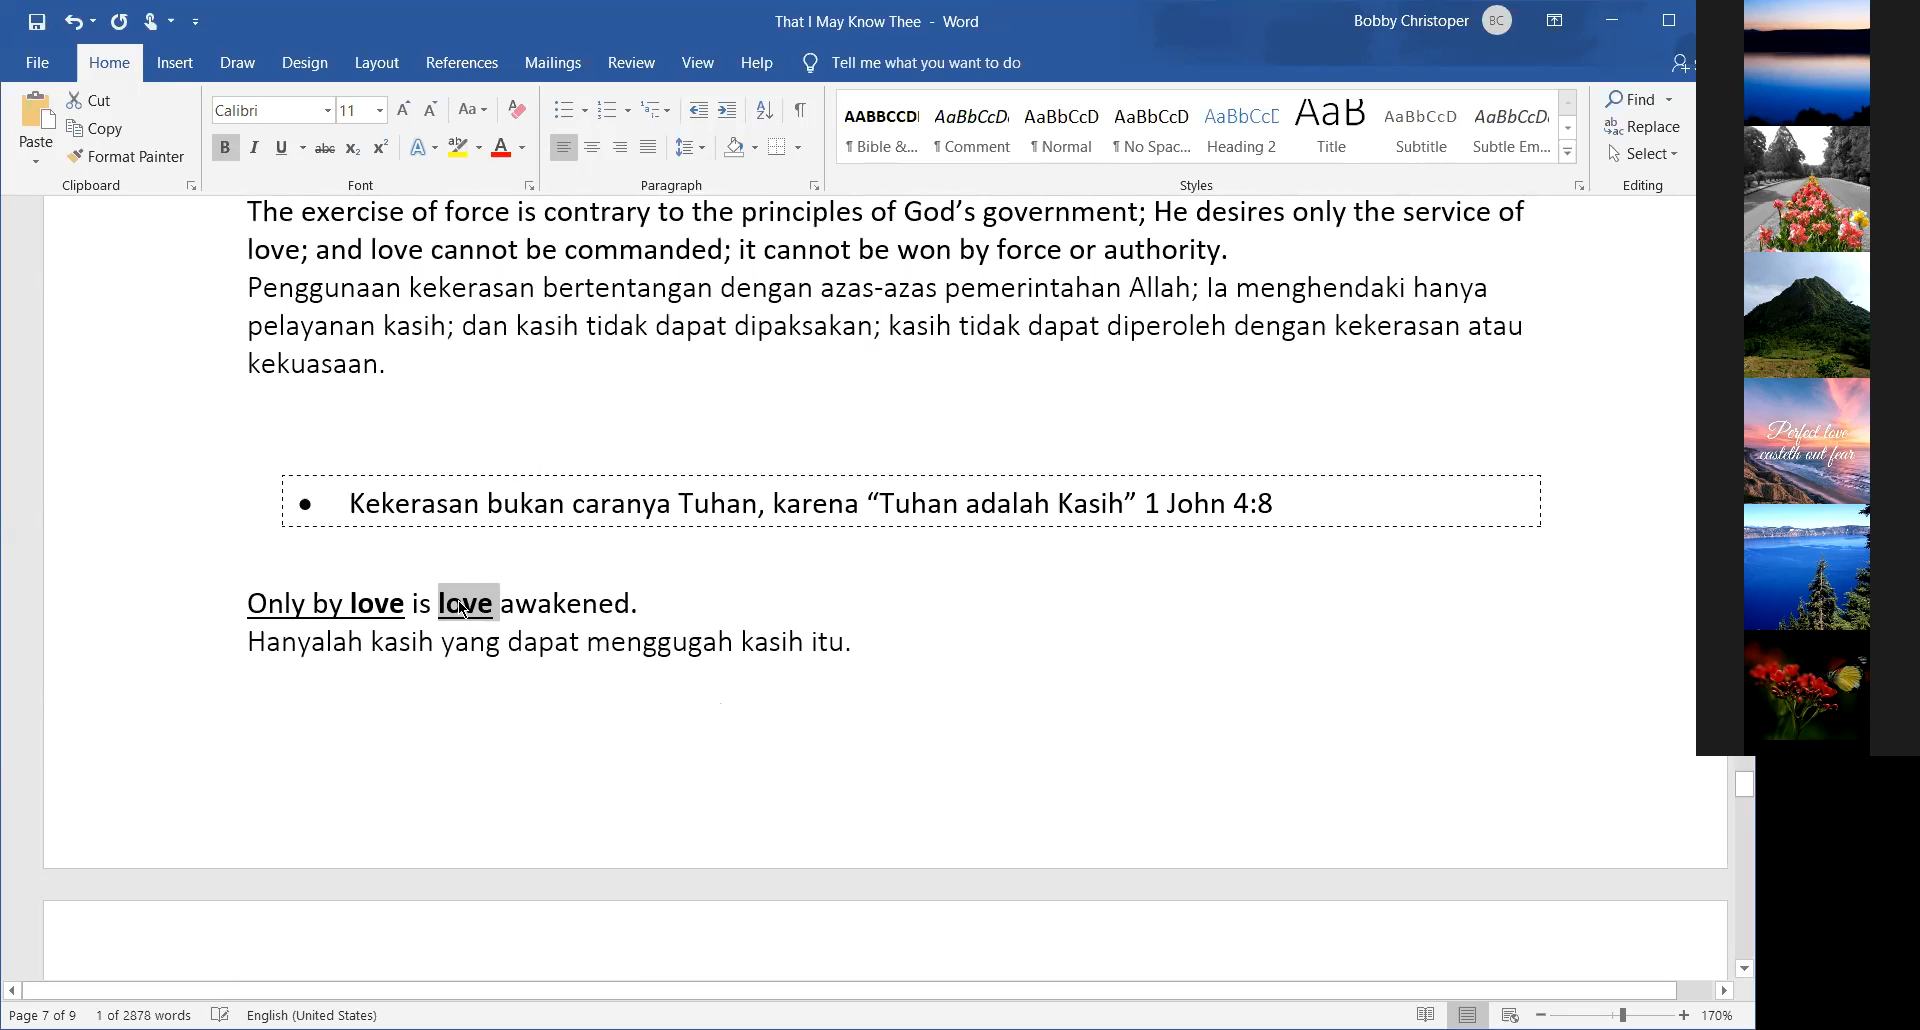 That I May Know Thee - Word
Bobby Christoper BC
File Home Insert Draw Design Layout References Mailings Review View Help Tell me what you want to do
Paste
Cut
Copy
Format Painter
Clipboard
Calibri 11
Font
Paragraph
AABBCCDI AaBbCcDı AaBbCcD AaBbCcD AaBbCcD AaB AaBbCcD AaBbCcDı
¶ Bible &... ¶ Comment ¶ Normal ¶ No Spac... Heading 2 Title Subtitle Subtle Em...
Styles
Find
Replace
Select
Editing
The exercise of force is contrary to the principles of God’s government; He desires only the service of
love; and love cannot be commanded; it cannot be won by force or authority.
Penggunaan kekerasan bertentangan dengan azas-azas pemerintahan Allah; Ia menghendaki hanya
pelayanan kasih; dan kasih tidak dapat dipaksakan; kasih tidak dapat diperoleh dengan kekerasan atau
kekuasaan.
• Kekerasan bukan caranya Tuhan, karena “Tuhan adalah Kasih” 1 John 4:8
Only by love is love awakened.
Hanyalah kasih yang dapat menggugah kasih itu.
Perfect love
casteth out fear
Page 7 of 9 1 of 2878 words English (United States) 170%